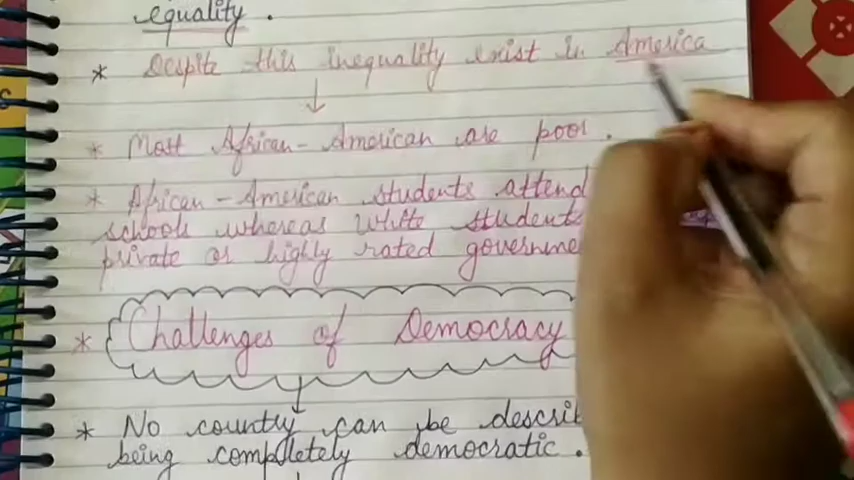 equality.
* Despite this inequality exist in America
* Most African-American are poor.
* African-American students attend
schools whereas white students
private or highly rated governme
* Challenges of Democracy
* No country can be descri
being completely democratic.